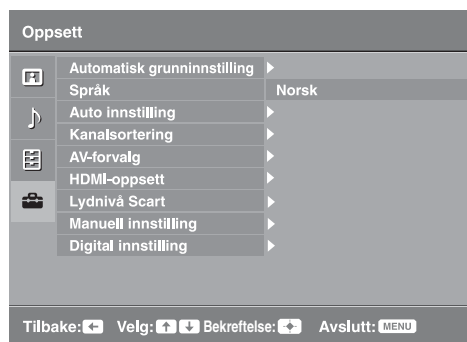 Oppsett
Automatisk grunninnstilling
Språk Norsk
Auto innstilling
Kanalsortering
AV-forvalg
HDMI-oppsett
Lydnivå Scart
Manuell innstilling
Digital innstilling
Tilbake: Velg: Bekreftelse: Avslutt: MENU